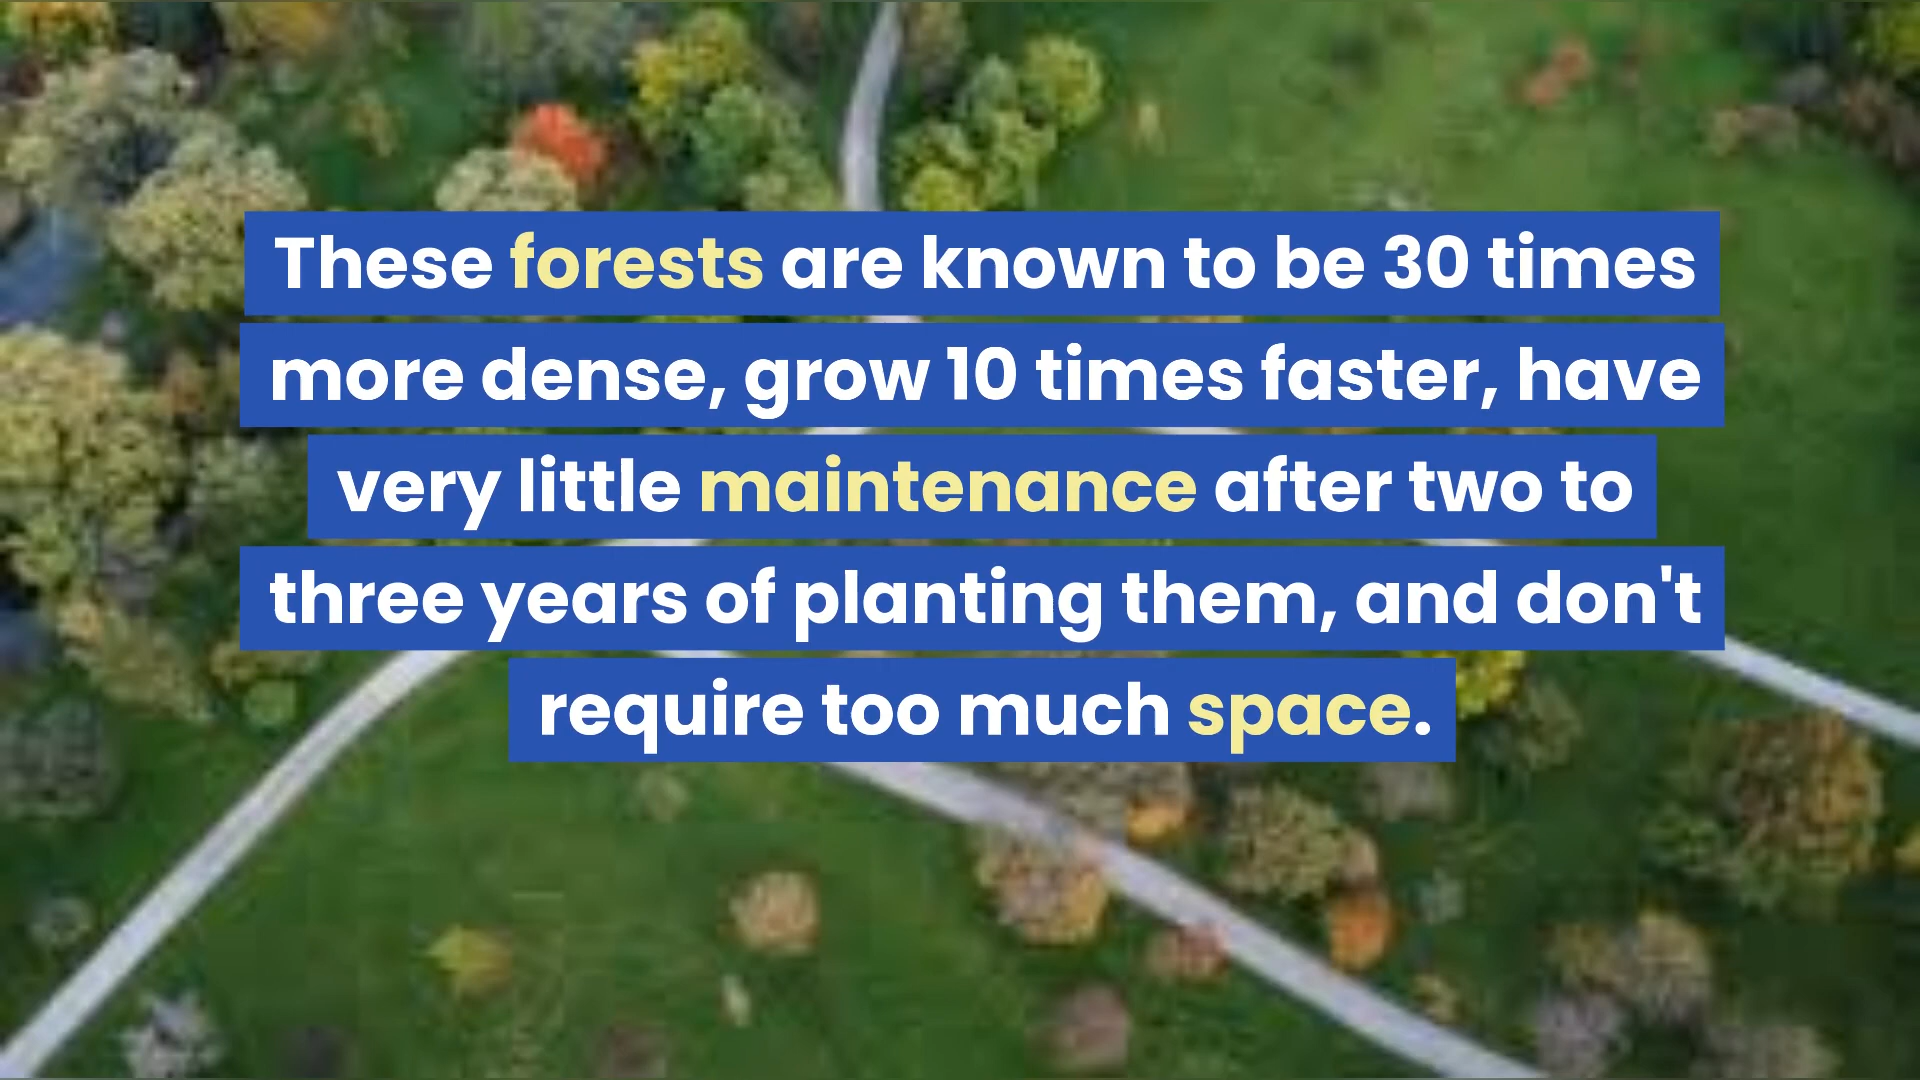 These forests are known to be 30 times
more dense, grow 10 times faster, have
very little maintenance after two to
three years of planting them, and don't
require too much space.